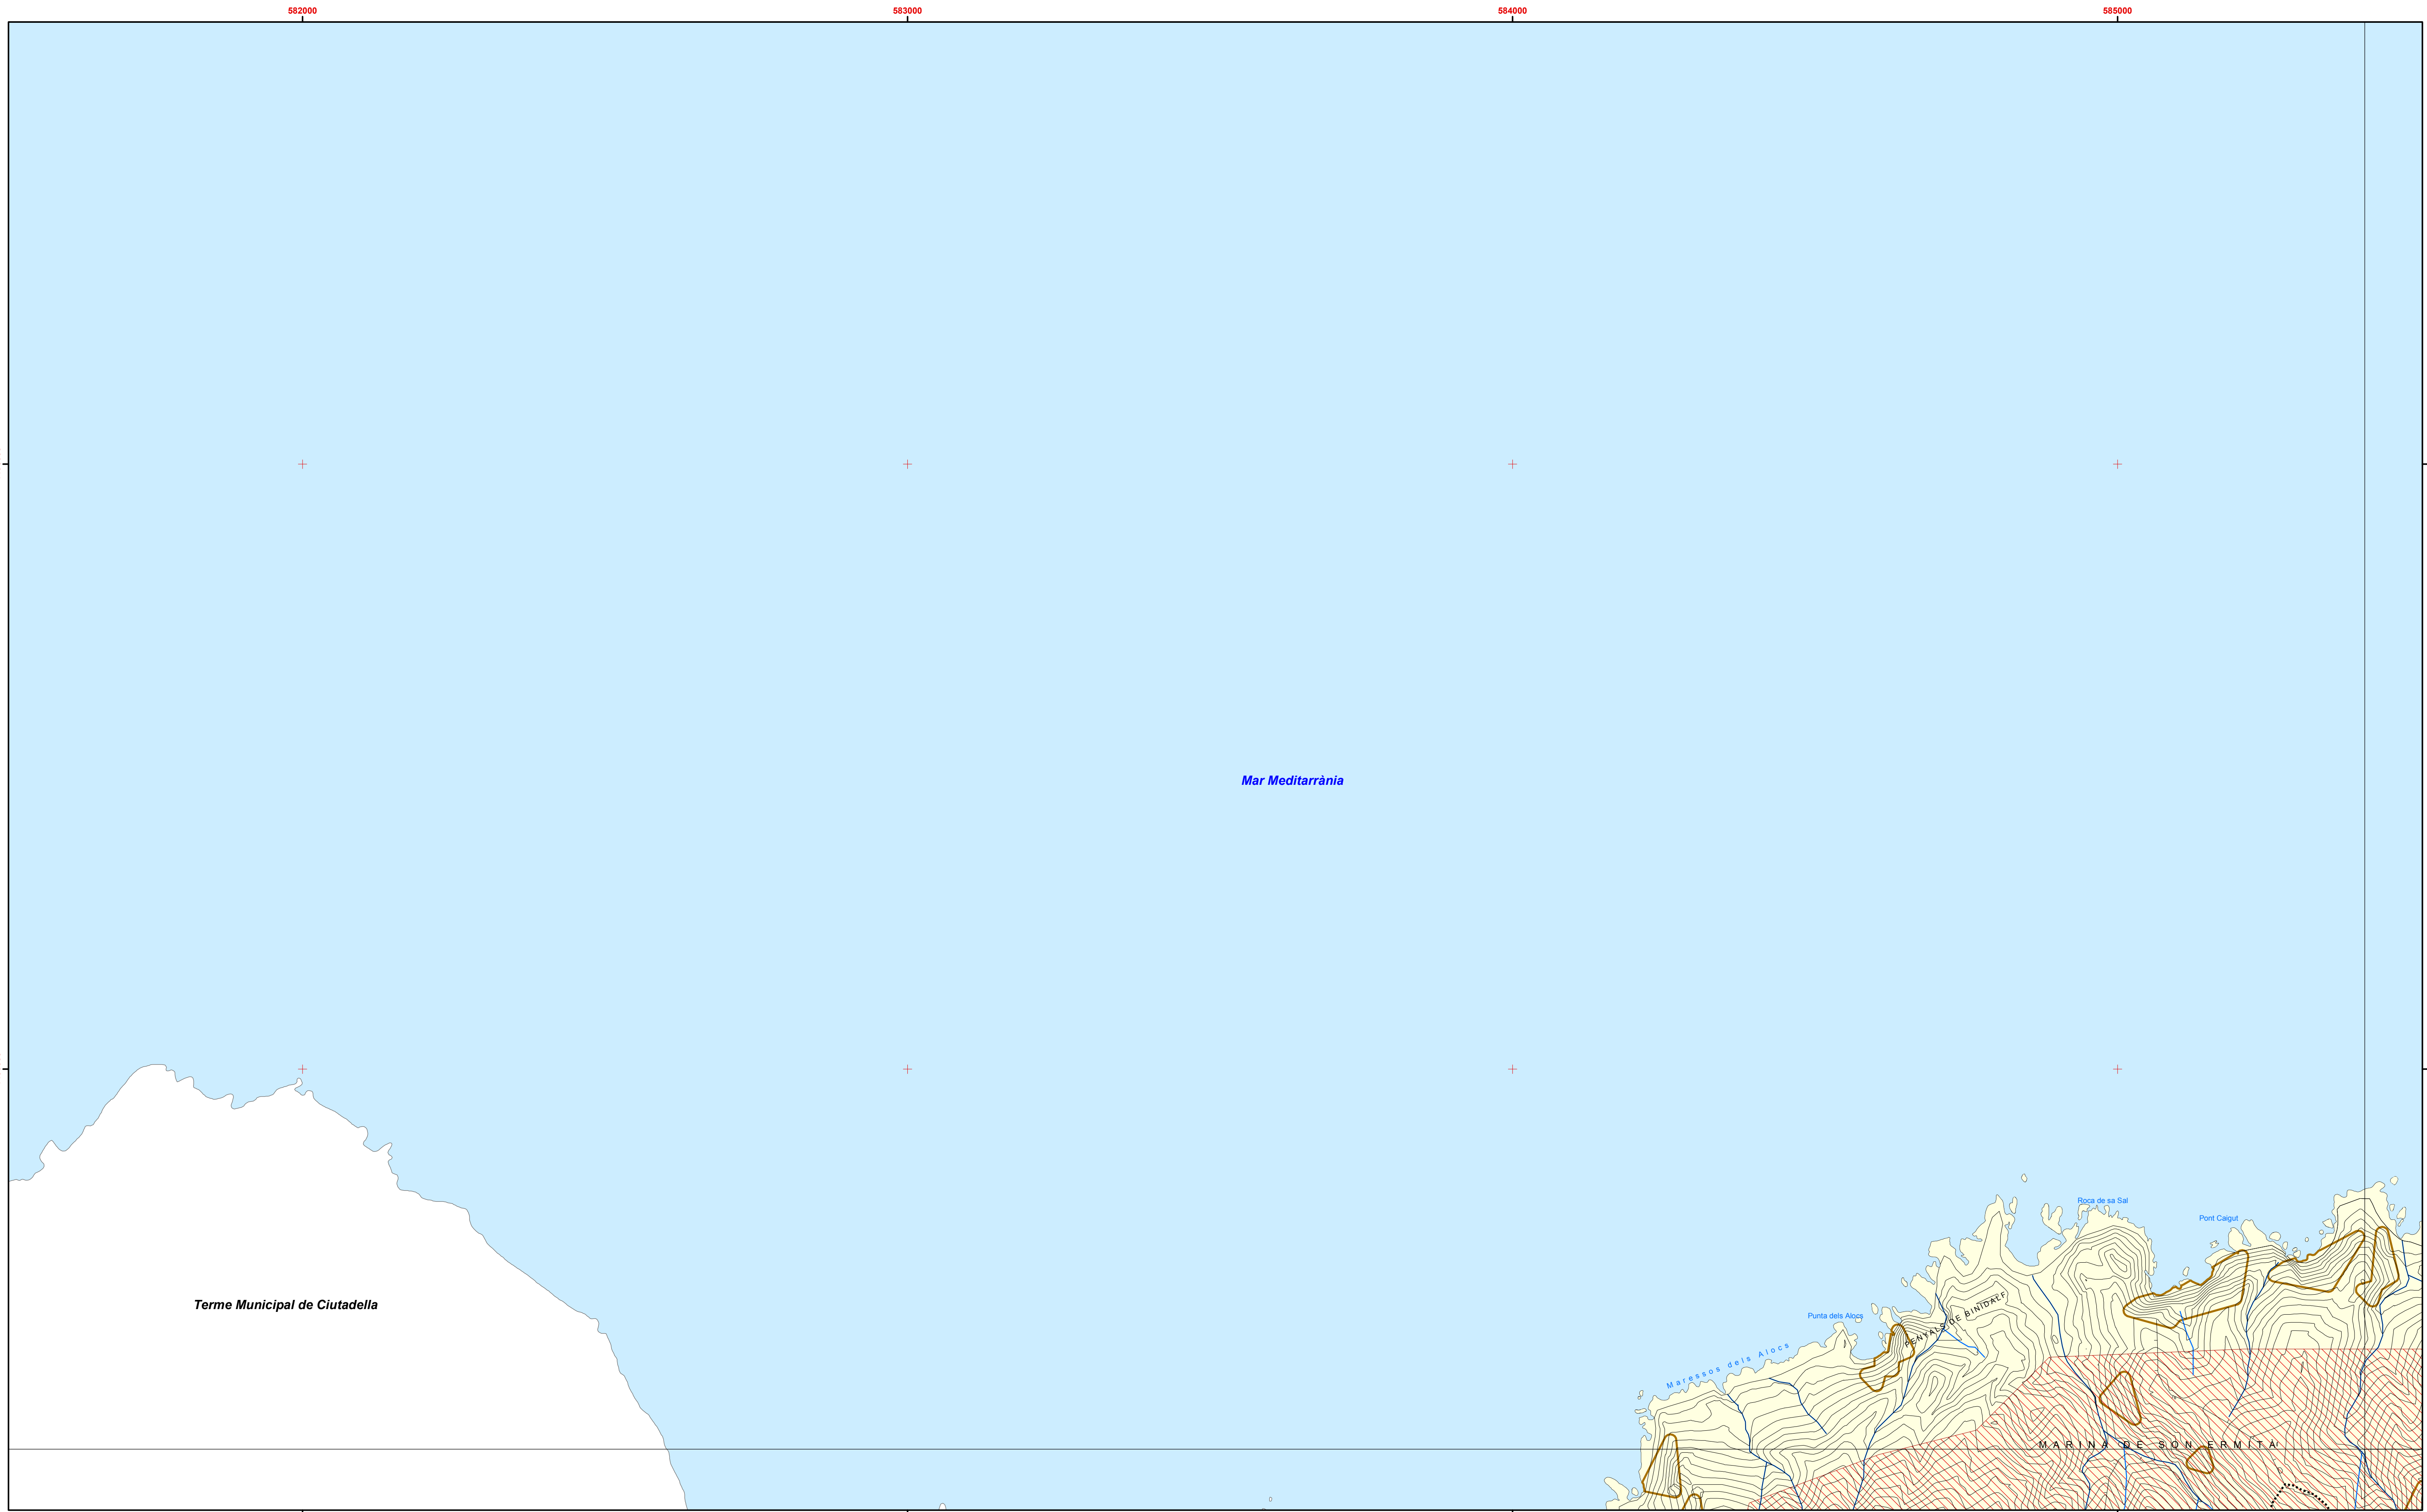 582000 583000 584000 585000
Mar Meditarrània
Roca de sa Sal
Pont Caigut
Terme Municipal de Ciutadella
Punta dels Alocs
PENYALS DE BINIDALF
Maressos dels Alocs
MARINA DE SON ERMITÀ